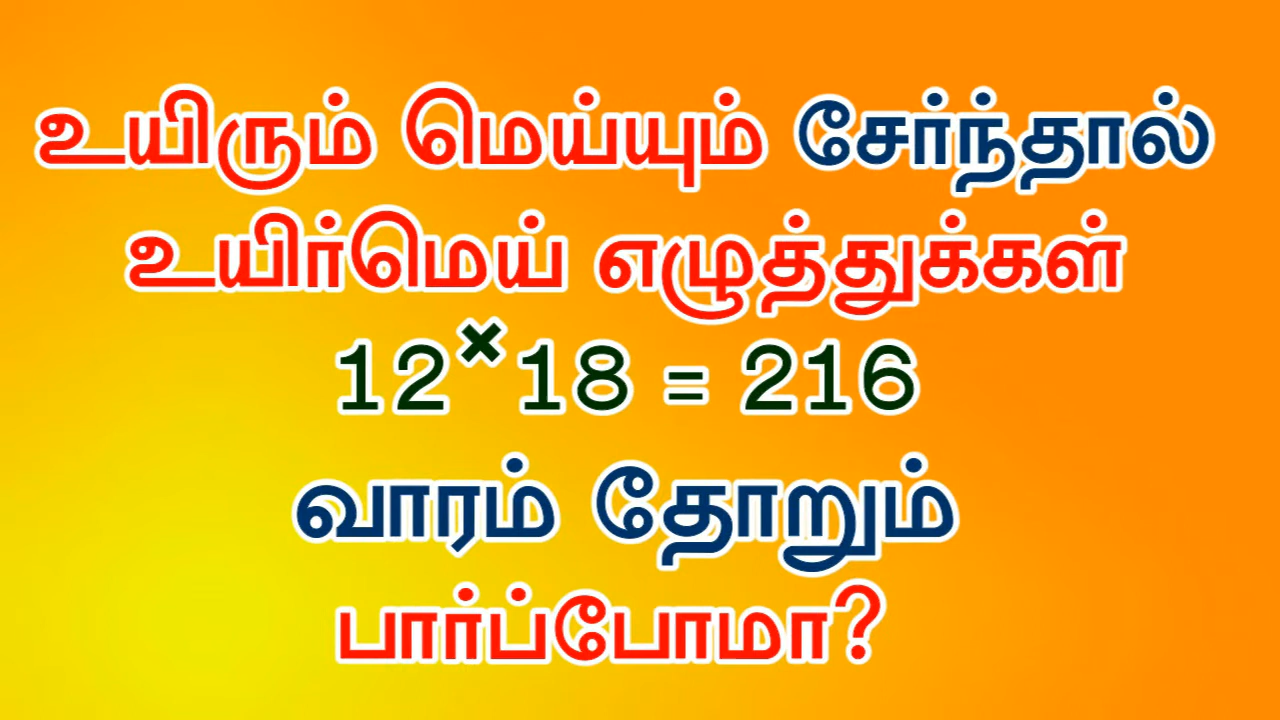 உயிரும் மெய்யும் சேர்ந்தால்
உயிர்மெய் எழுத்துக்கள்
12×18 = 216
வாரம் தோறும்
பார்ப்போமா?